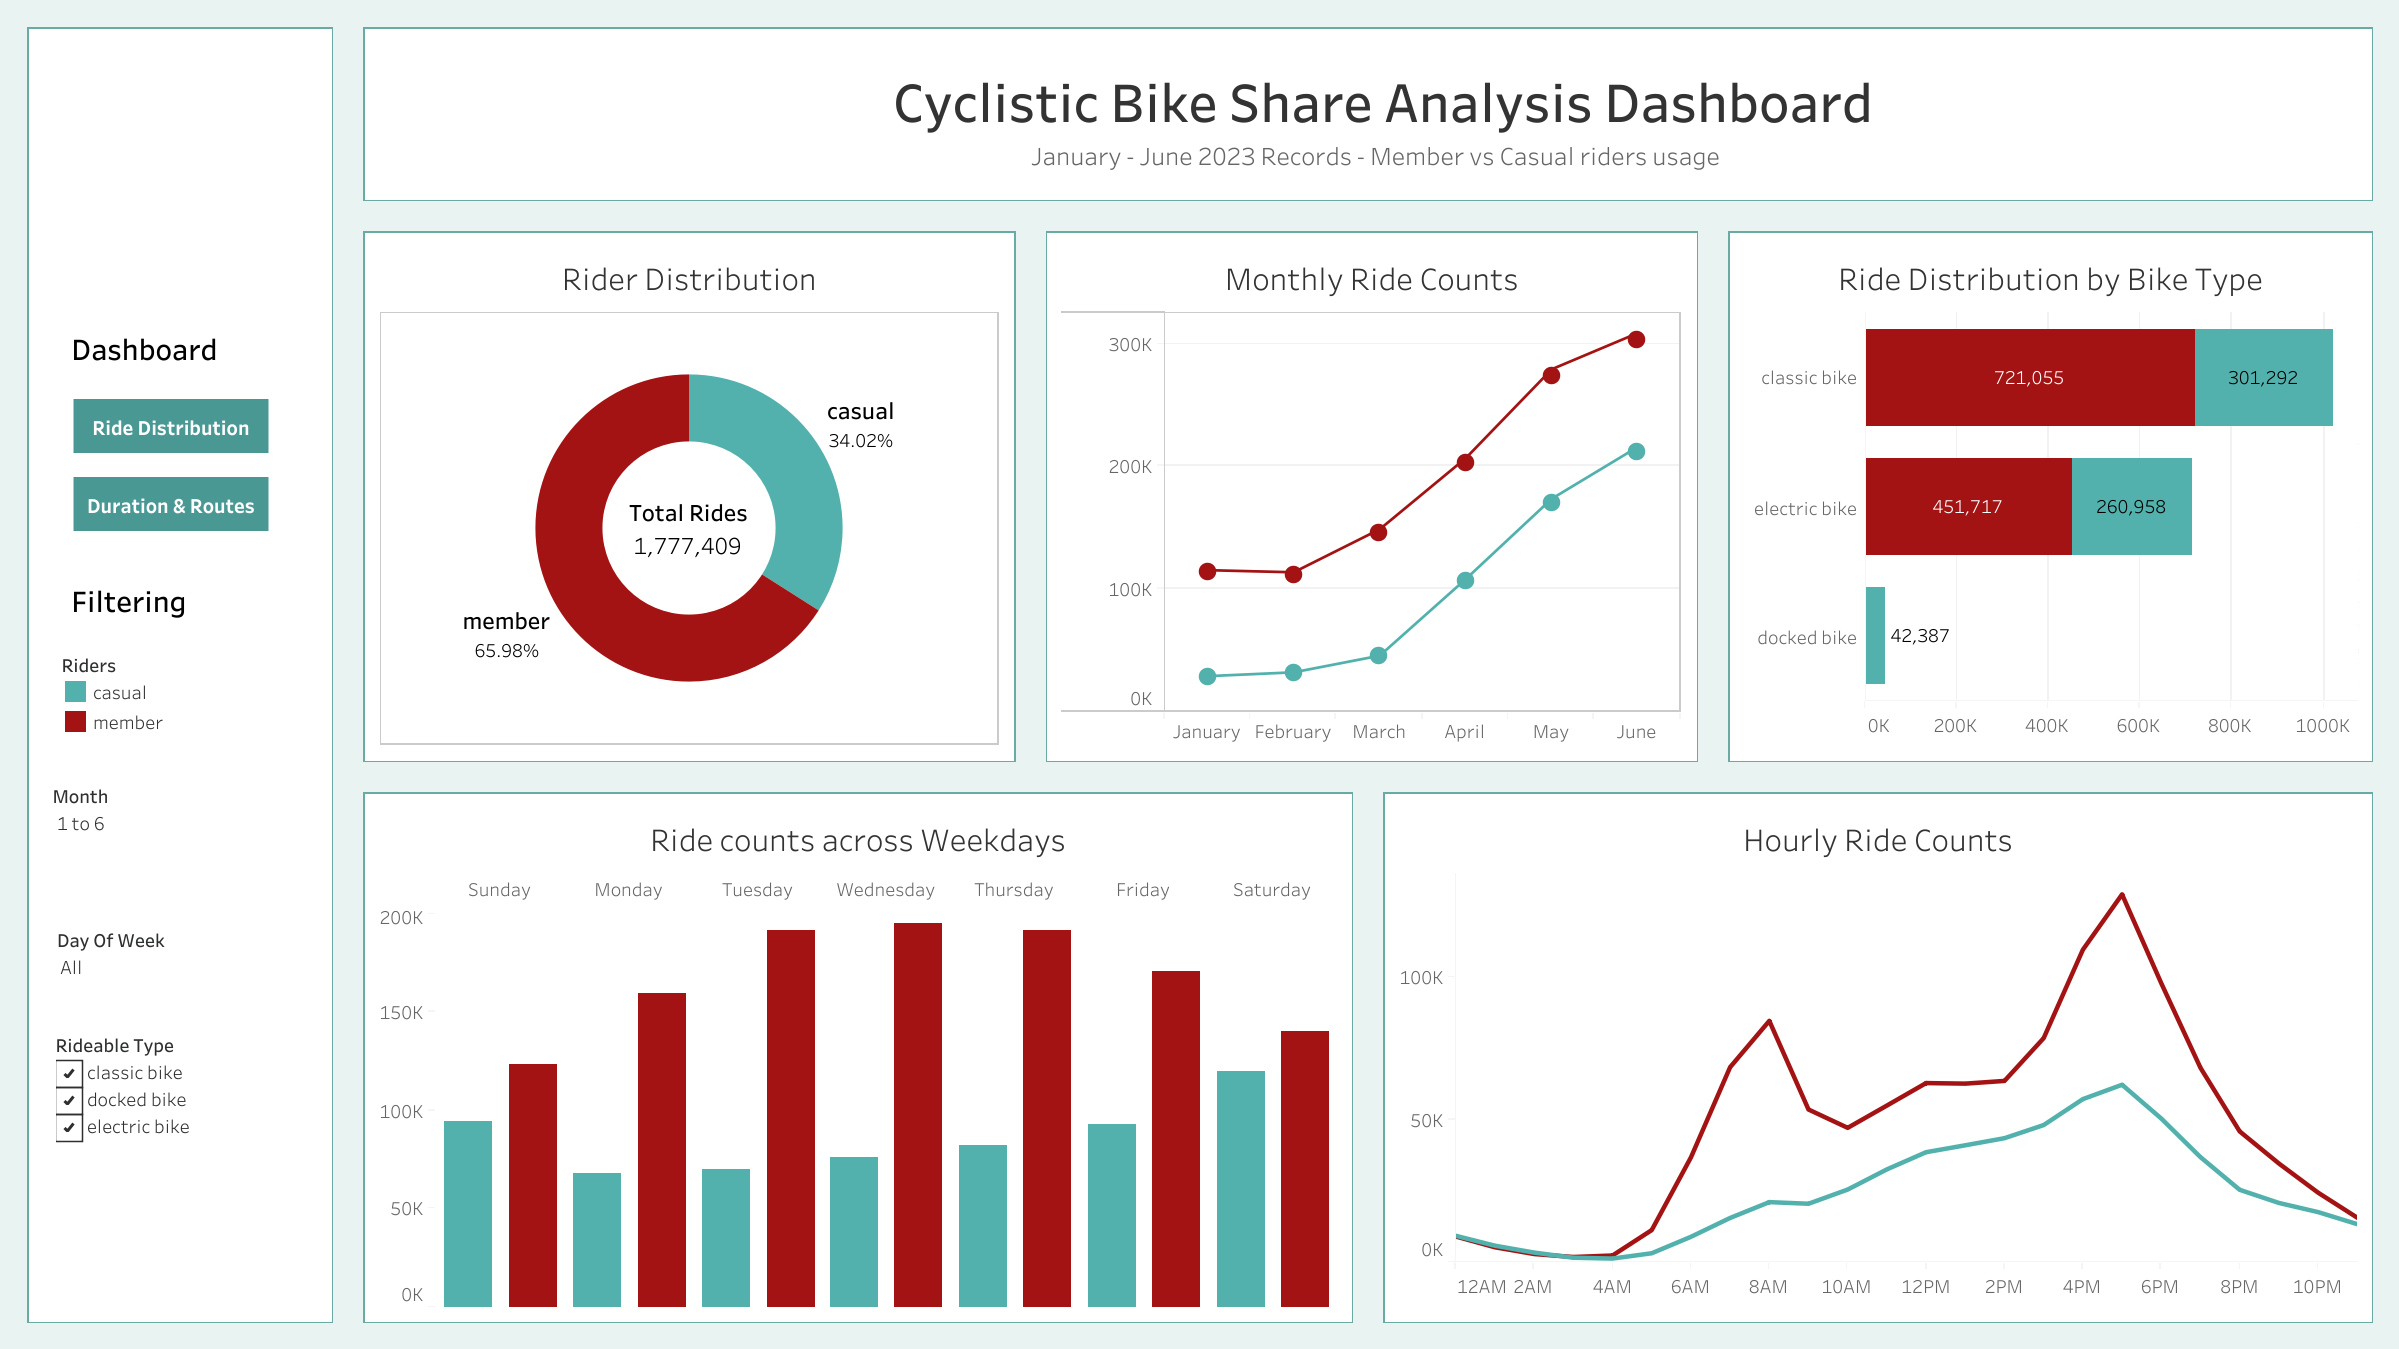 Cyclistic Bike Share Analysis Dashboard
January - June 2023 Records - Member vs Casual riders usage
Dashboard
Ride Distribution
Duration & Routes
Filtering
Riders
casual
member
Month
1 to 6
Day Of Week
All
Rideable Type
classic bike
docked bike
electric bike
Rider Distribution
casual
34.02%
Total Rides
1,777,409
member
65.98%
Monthly Ride Counts
300K
200K
100K
0K
January February March April May June
Ride Distribution by Bike Type
classic bike 721,055 301,292
electric bike 451,717 260,958
docked bike 42,387
0K 200K 400K 600K 800K 1000K
Ride counts across Weekdays
Sunday Monday Tuesday Wednesday Thursday Friday Saturday
200K
150K
100K
50K
0K
Hourly Ride Counts
100K
50K
0K
12AM 2AM 4AM 6AM 8AM 10AM 12PM 2PM 4PM 6PM 8PM 10PM